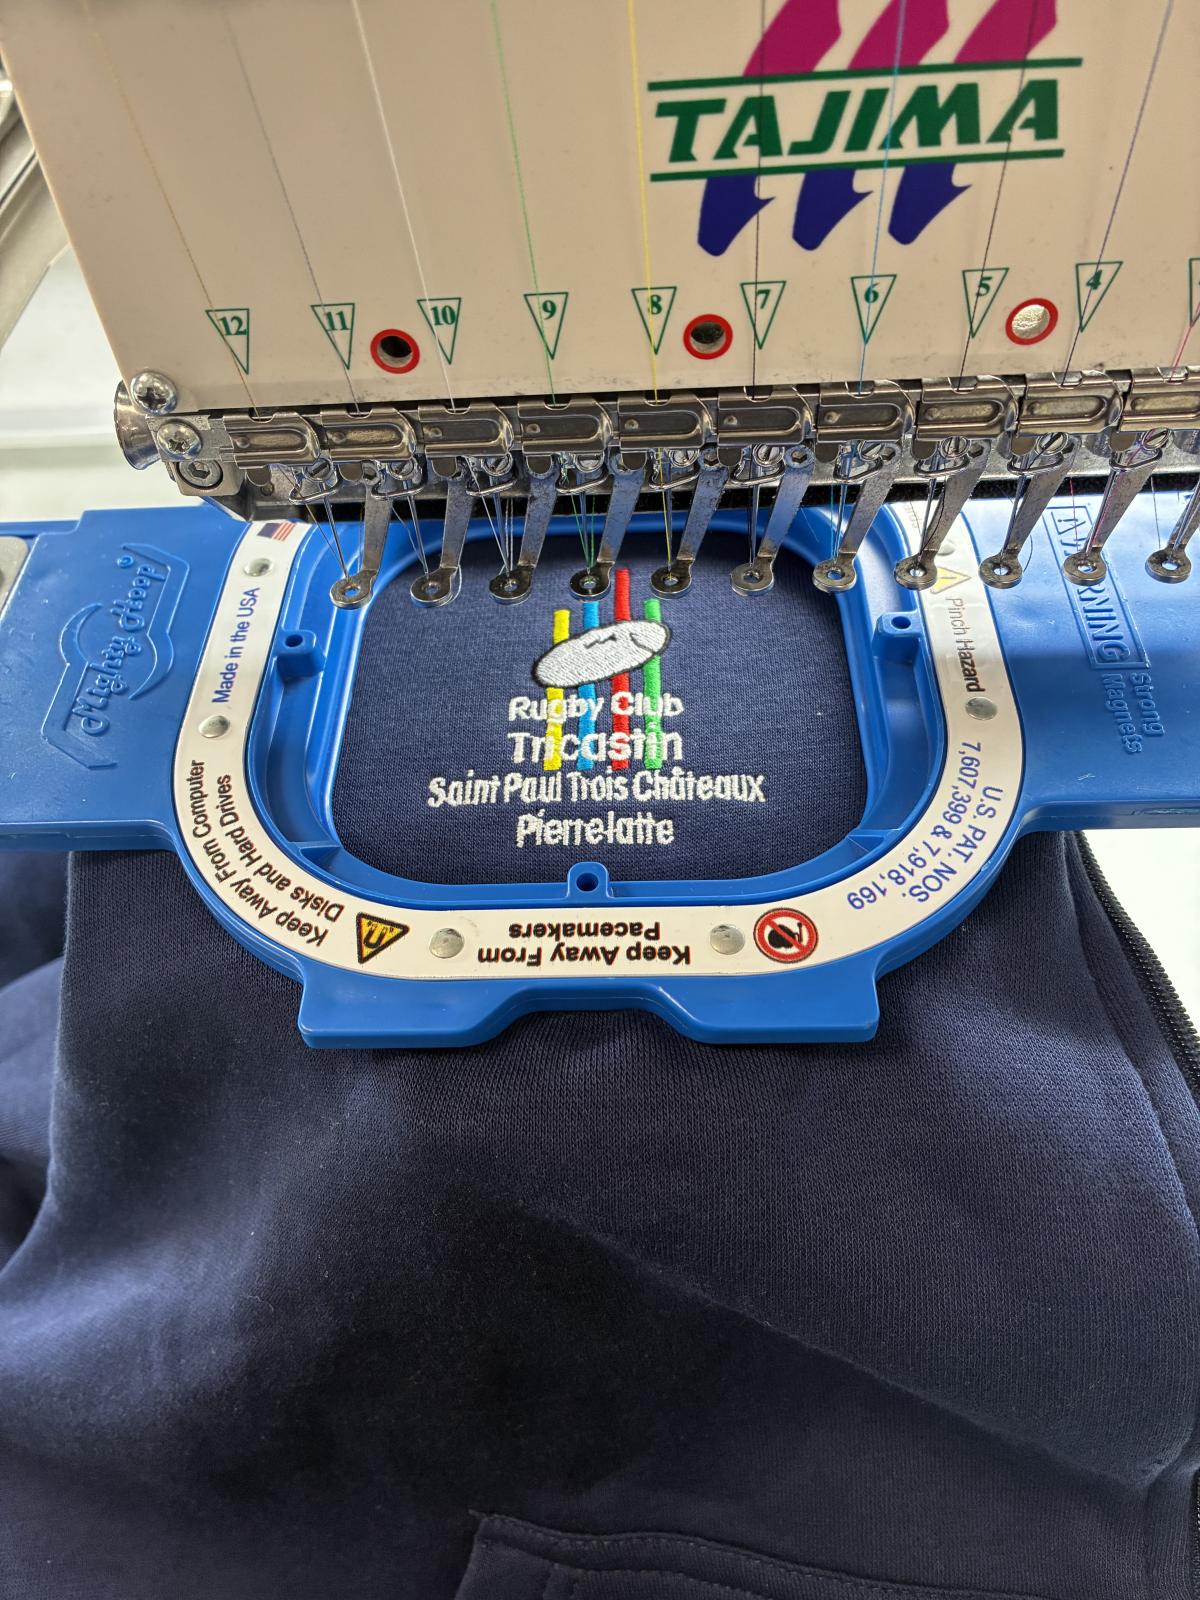 TAJIMA
12 11 10 9 8 7 6 5 4
Mighty Hoop
Made in the USA
Keep Away From Computer
Disks and Hard Drives
Keep Away From
Pacemakers
U.S. PAT. NOS.
7,607,399 & 7,918,169
Pinch Hazard
WARNING
Strong
Magnets
Rugby Club
Tricastin
Saint Paul Trois Châteaux
Pierrelatte